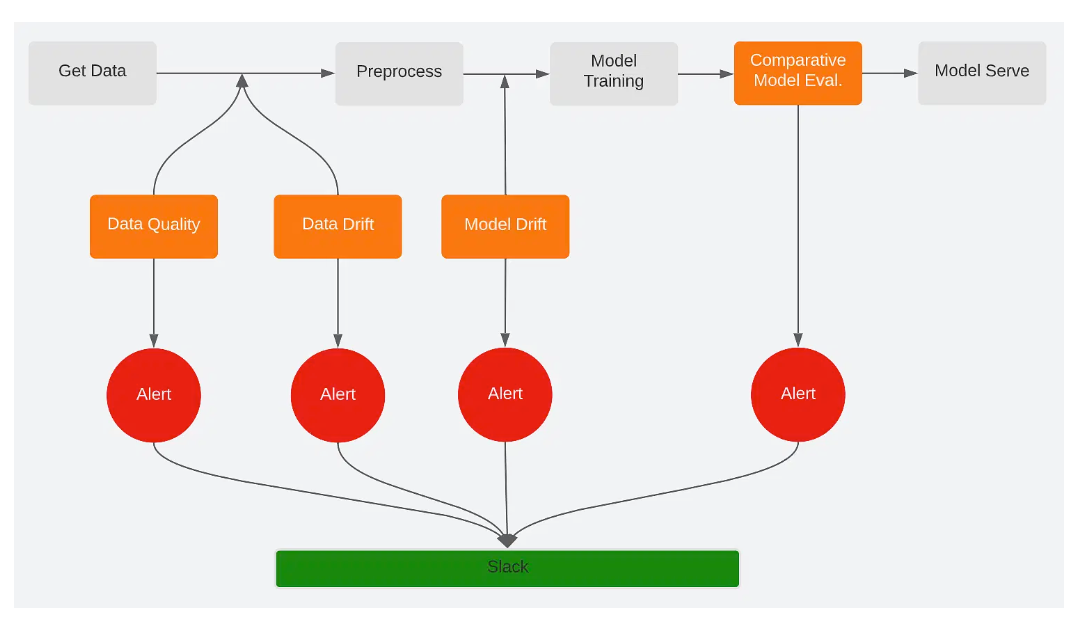 Get Data
Preprocess
Model
Training
Comparative
Model Eval.
Model Serve
Data Quality
Data Drift
Model Drift
Alert
Alert
Alert
Alert
Slack